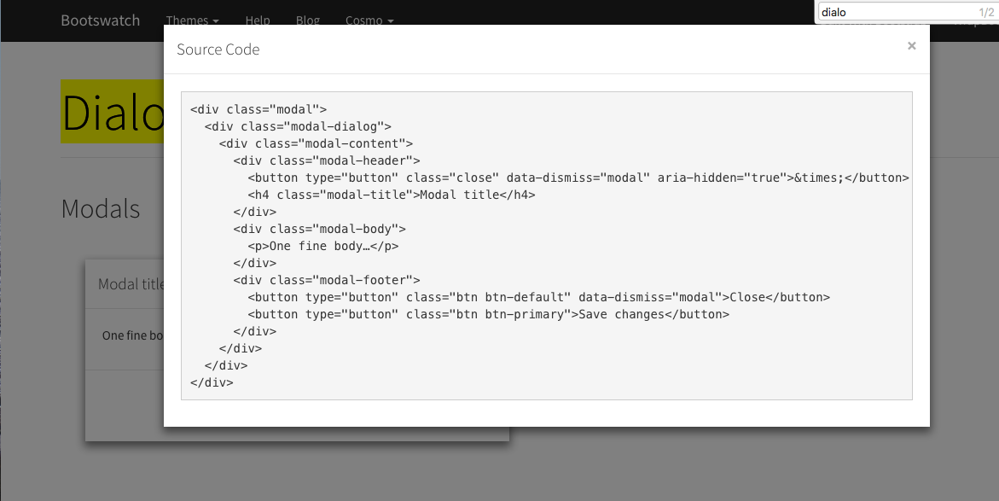 Bootswatch Themes Help Blog Cosmo
dialo 1/2
Source Code ×
Dialo
<div class="modal">
  <div class="modal-dialog">
    <div class="modal-content">
      <div class="modal-header">
        <button type="button" class="close" data-dismiss="modal" aria-hidden="true">&times;</button>
        <h4 class="modal-title">Modal title</h4>
      </div>
      <div class="modal-body">
        <p>One fine body…</p>
      </div>
      <div class="modal-footer">
        <button type="button" class="btn btn-default" data-dismiss="modal">Close</button>
        <button type="button" class="btn btn-primary">Save changes</button>
      </div>
    </div>
  </div>
</div>
Modals
Modal title
One fine bo